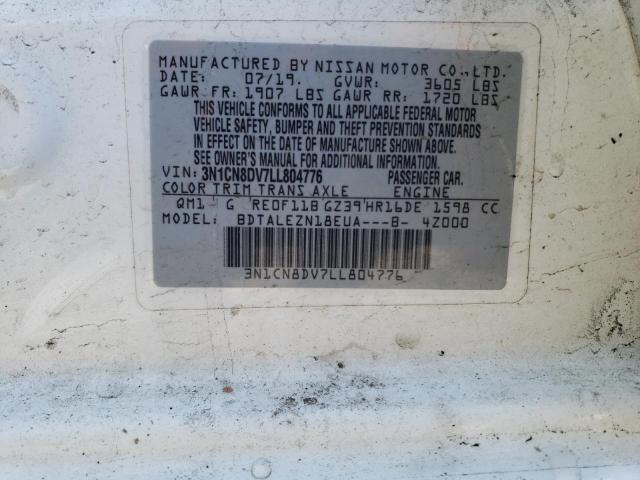 MANUFACTURED BY NISSAN MOTOR CO., LTD.
DATE: 07/19. GVWR: 3605 LBS
GAWR FR: 1907 LBS GAWR RR: 1720 LBS
THIS VEHICLE CONFORMS TO ALL APPLICABLE FEDERAL MOTOR
VEHICLE SAFETY, BUMPER AND THEFT PREVENTION STANDARDS
IN EFFECT ON THE DATE OF MANUFACTURE SHOWN ABOVE.
SEE OWNER'S MANUAL FOR ADDITIONAL INFORMATION.
VIN: 3N1CN8DV7LL804776 PASSENGER CAR.
COLOR TRIM TRANS AXLE ENGINE
QM1 - G RE0F11B GZ39 HR16DE 1598 CC
MODEL: BDTALEZN18EUA---B- 4Z000
3N1CN8DV7LL804776